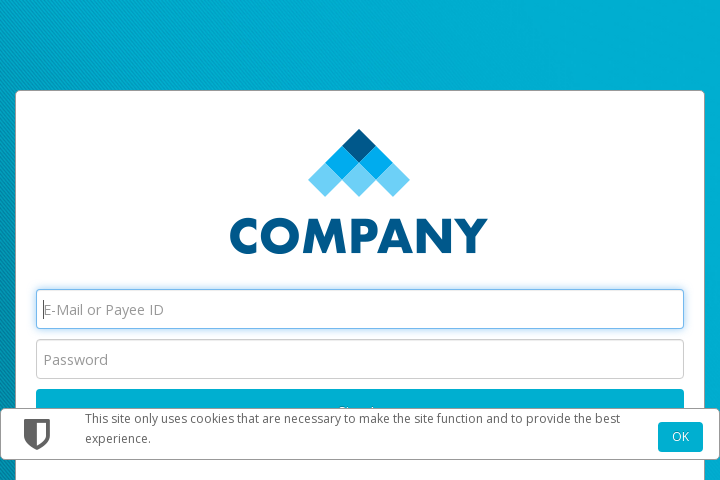 COMPANY
E-Mail or Payee ID
Password
This site only uses cookies that are necessary to make the site function and to provide the best
experience.
OK